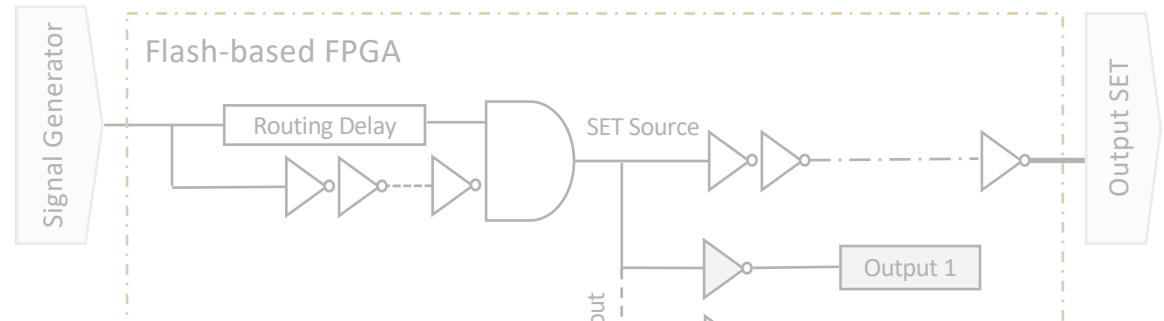 Signal Generator
Flash-based FPGA
Routing Delay
SET Source
Output SET
Output 1